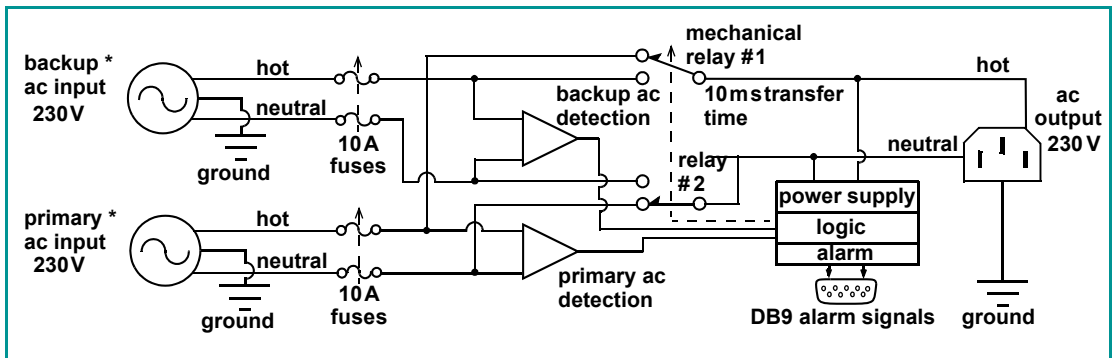 backup *
ac input
230V
hot
neutral
ground
10A
fuses
primary *
ac input
230V
hot
neutral
ground
10A
fuses
backup ac
detection
primary ac
detection
mechanical
relay #1
10ms transfer
time
relay
#2
hot
neutral
ac
output
230V
power supply
logic
alarm
DB9 alarm signals
ground